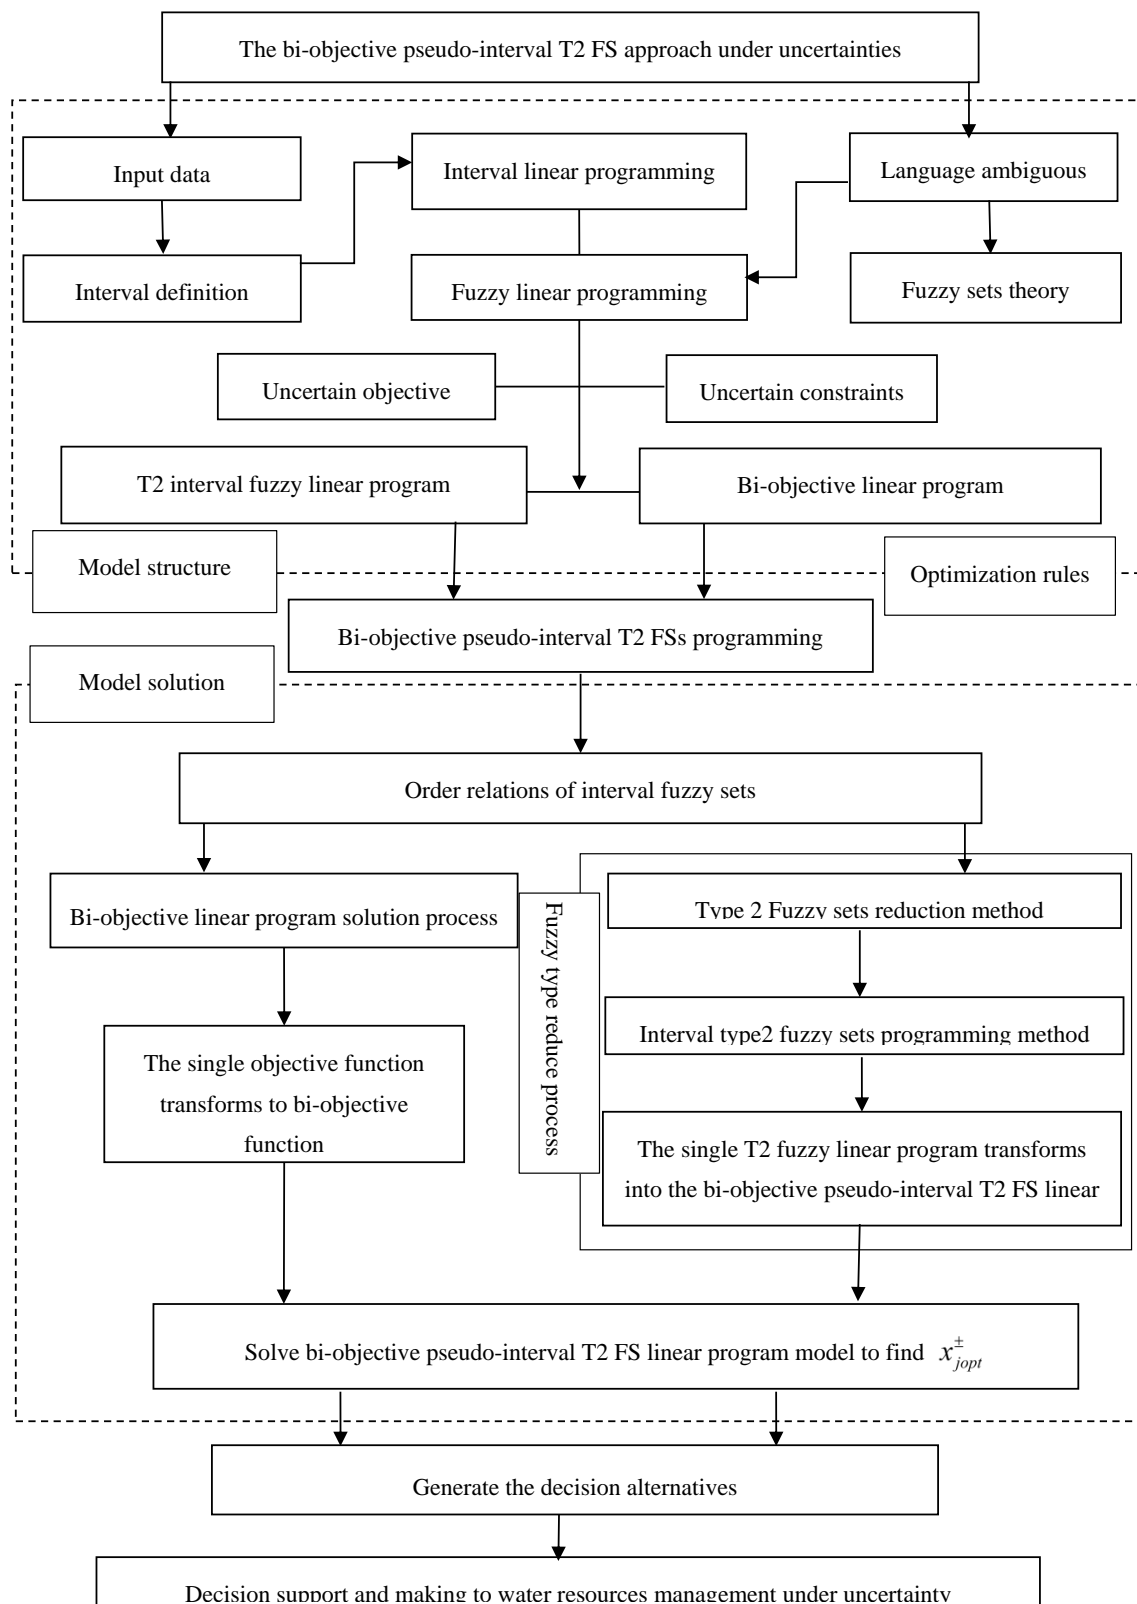 The bi-objective pseudo-interval T2 FS approach under uncertainties
Input data
Interval linear programming
Language ambiguous
Interval definition
Fuzzy linear programming
Fuzzy sets theory
Uncertain objective
Uncertain constraints
T2 interval fuzzy linear program
Bi-objective linear program
Model structure
Optimization rules
Bi-objective pseudo-interval T2 FSs programming
Model solution
Order relations of interval fuzzy sets
Bi-objective linear program solution process
Fuzzy type reduce process
Type 2 Fuzzy sets reduction method
Interval type2 fuzzy sets programming method
The single objective function
transforms to bi-objective
function
The single T2 fuzzy linear program transforms
into the bi-objective pseudo-interval T2 FS linear
Solve bi-objective pseudo-interval T2 FS linear program model to find x±jopt
Generate the decision alternatives
Decision support and making to water resources management under uncertainty